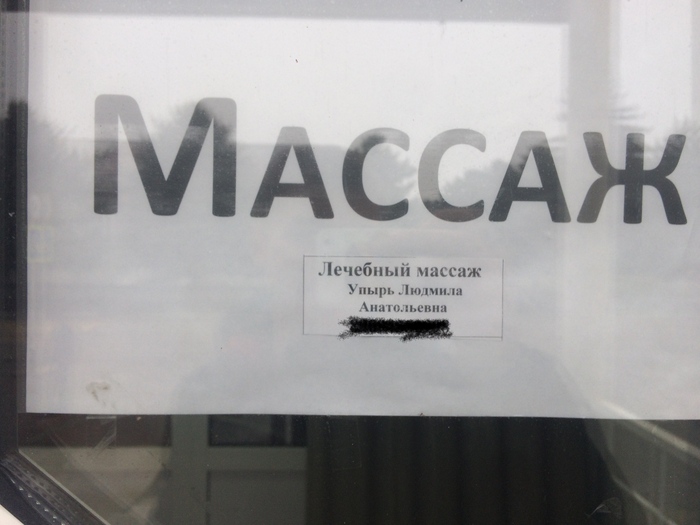 Массаж
Лечебный массаж
Упырь Людмила
Анатольевна